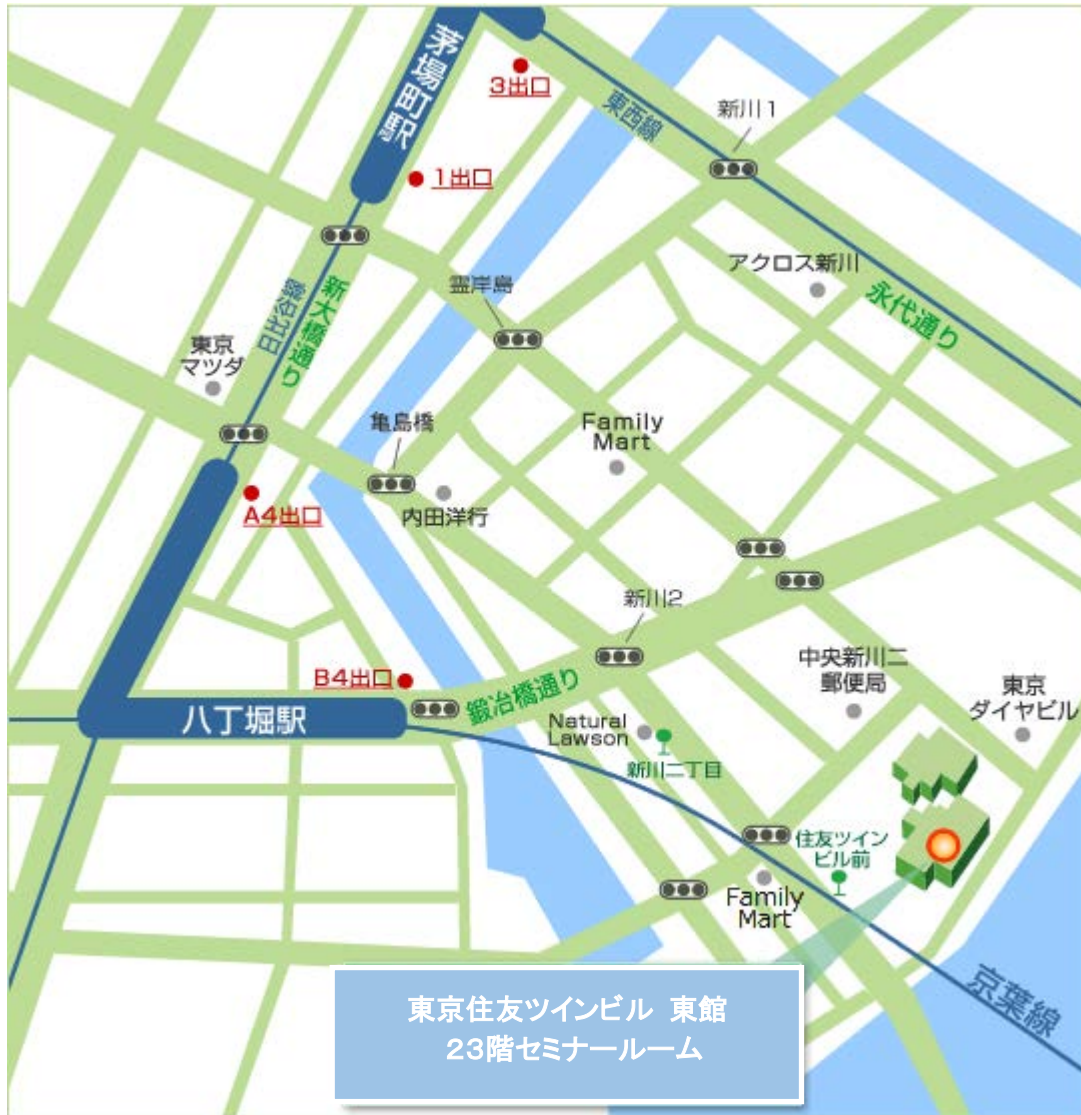 茅場町駅
3出口
東西線
新川1
1出口
アクロス新川
霊岸島
永代通り
日比谷線
新大橋通り
東京
マツダ
亀島橋
Family
Mart
A4出口
内田洋行
新川2
中央新川二
郵便局
B4出口
鍛冶橋通り
東京
ダイヤビル
八丁堀駅
Natural
Lawson
新川二丁目
住友ツイン
ビル前
Family
Mart
京葉線
東京住友ツインビル 東館
23階セミナールーム